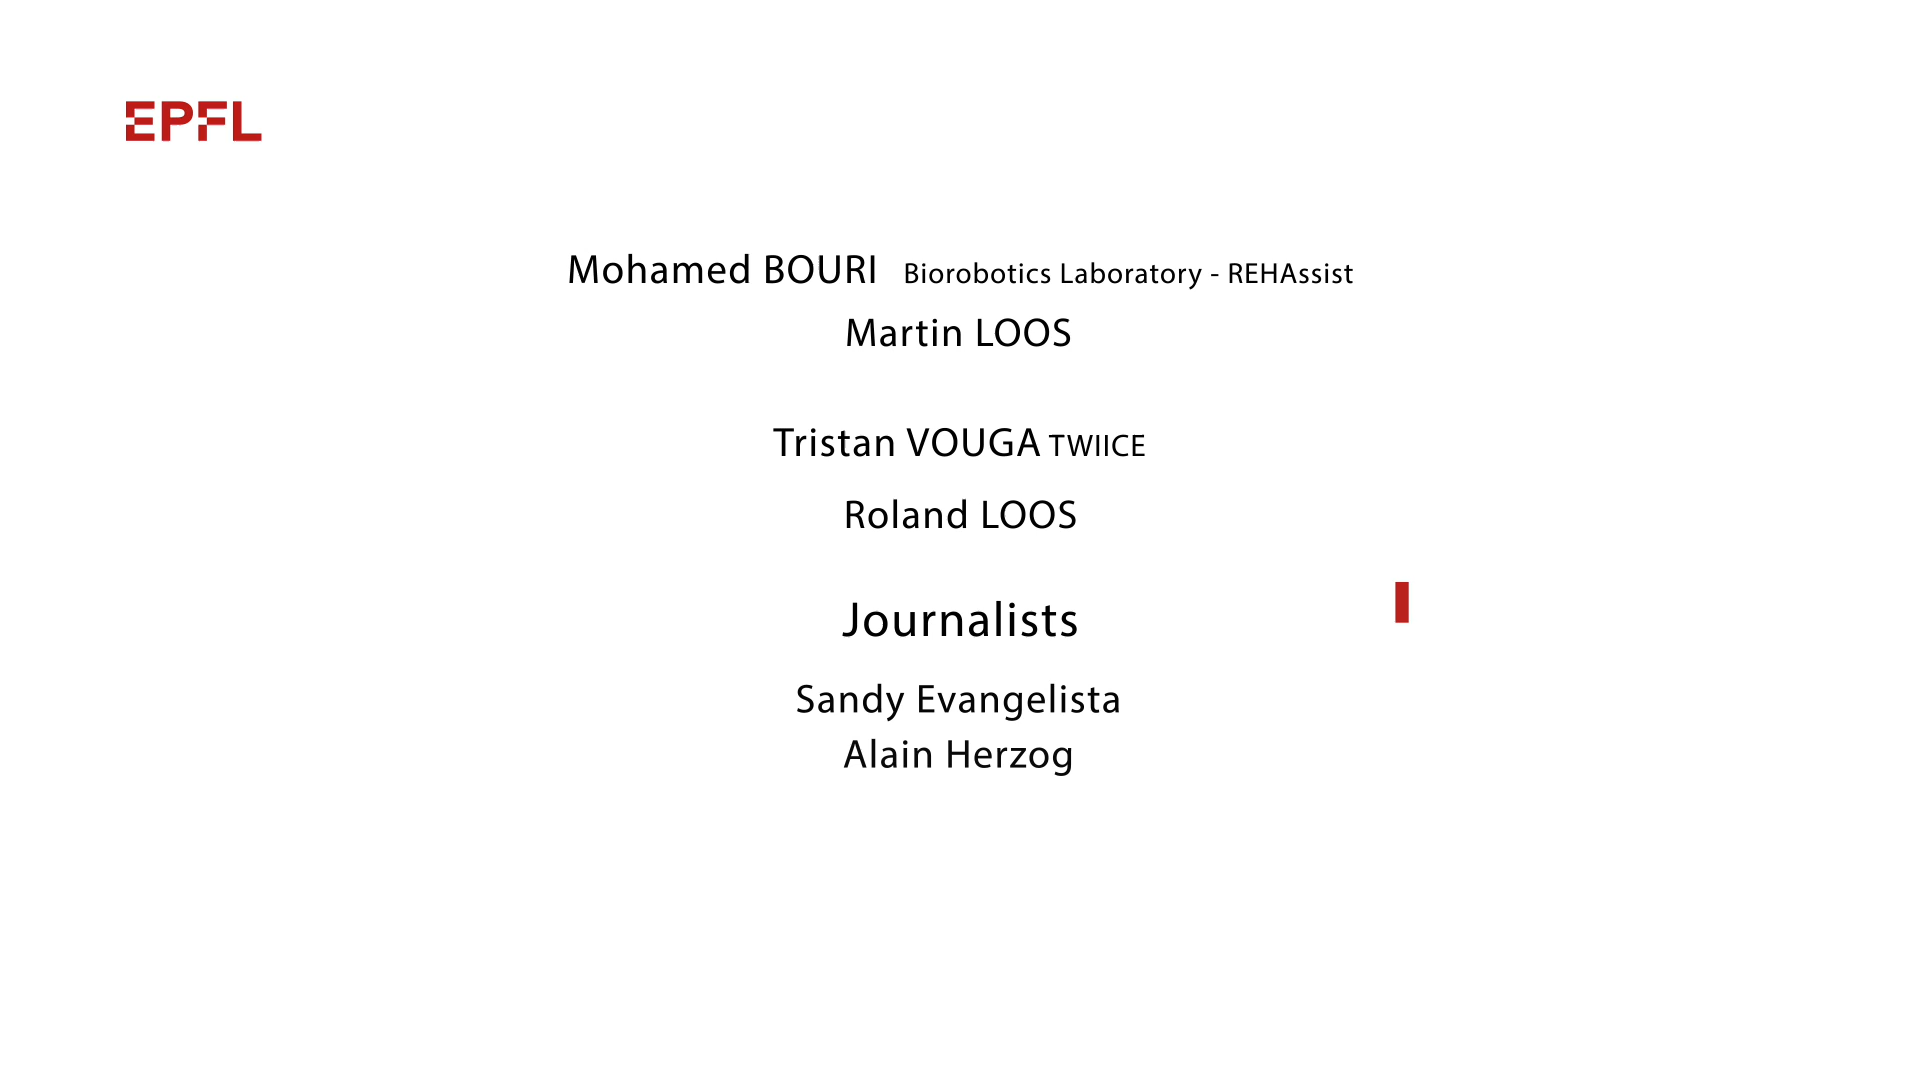 EPFL
Mohamed BOURI Biorobotics Laboratory - REHAssist
Martin LOOS
Tristan VOUGA TWIICE
Roland LOOS
Journalists
Sandy Evangelista
Alain Herzog